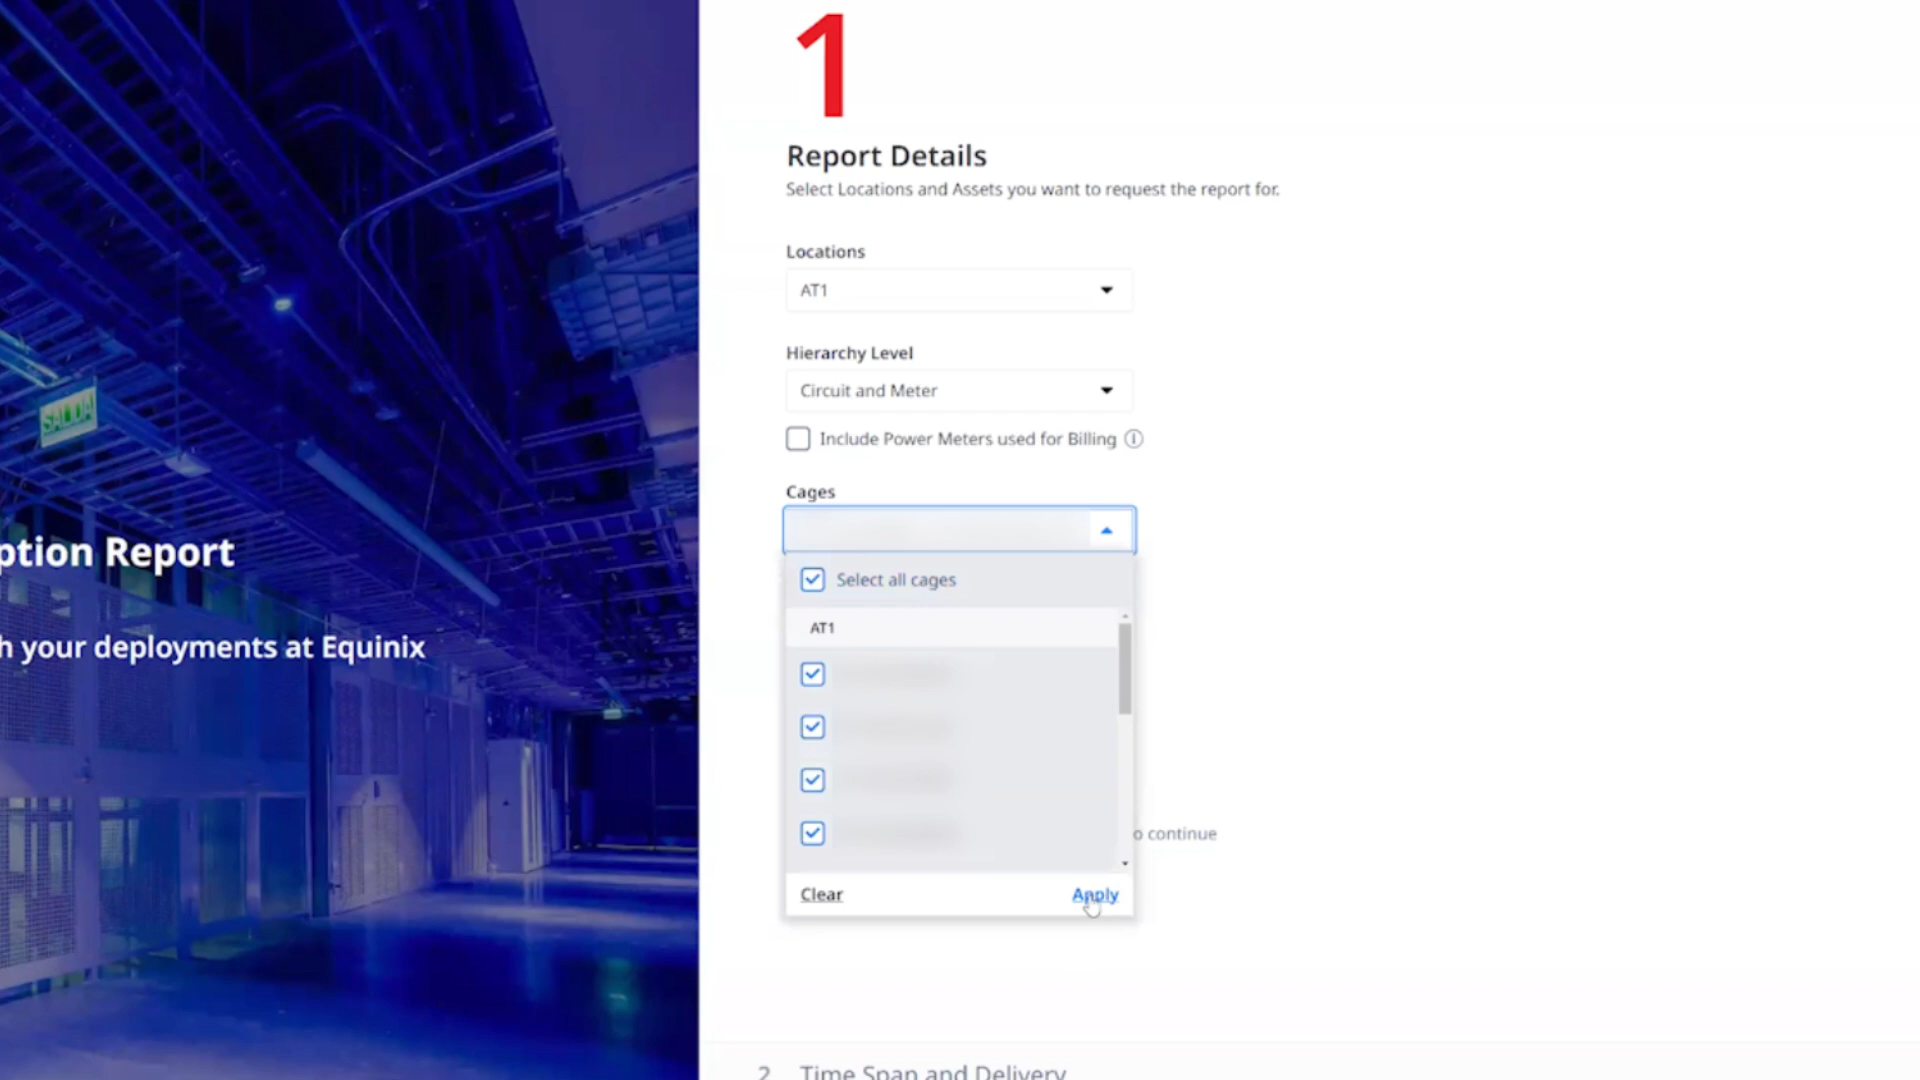 1
Report Details
Select Locations and Assets you want to request the report for.
Locations
AT1
Hierarchy Level
Circuit and Meter
Include Power Meters used for Billing
Cages
Select all cages
AT1
o continue
Clear
Apply
2 Time Span and Delivery
SALIDA
ption Report
h your deployments at Equinix